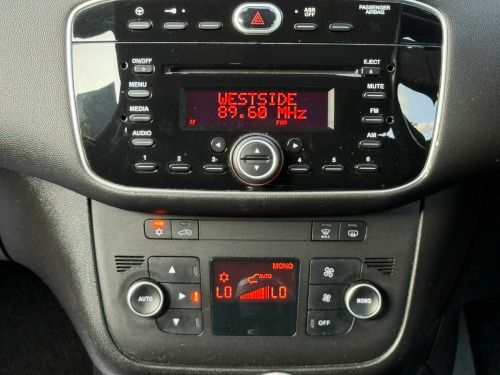 ASR OFF
PASSENGER AIRBAG
ON/OFF
EJECT
MENU
MUTE
WESTSIDE
MEDIA
89.60 MHz
FM
AF
AUDIO
AM
1 2 3 4 5 6
MAX
MONO
AUTO
LO LO
AUTO
MONO
OFF